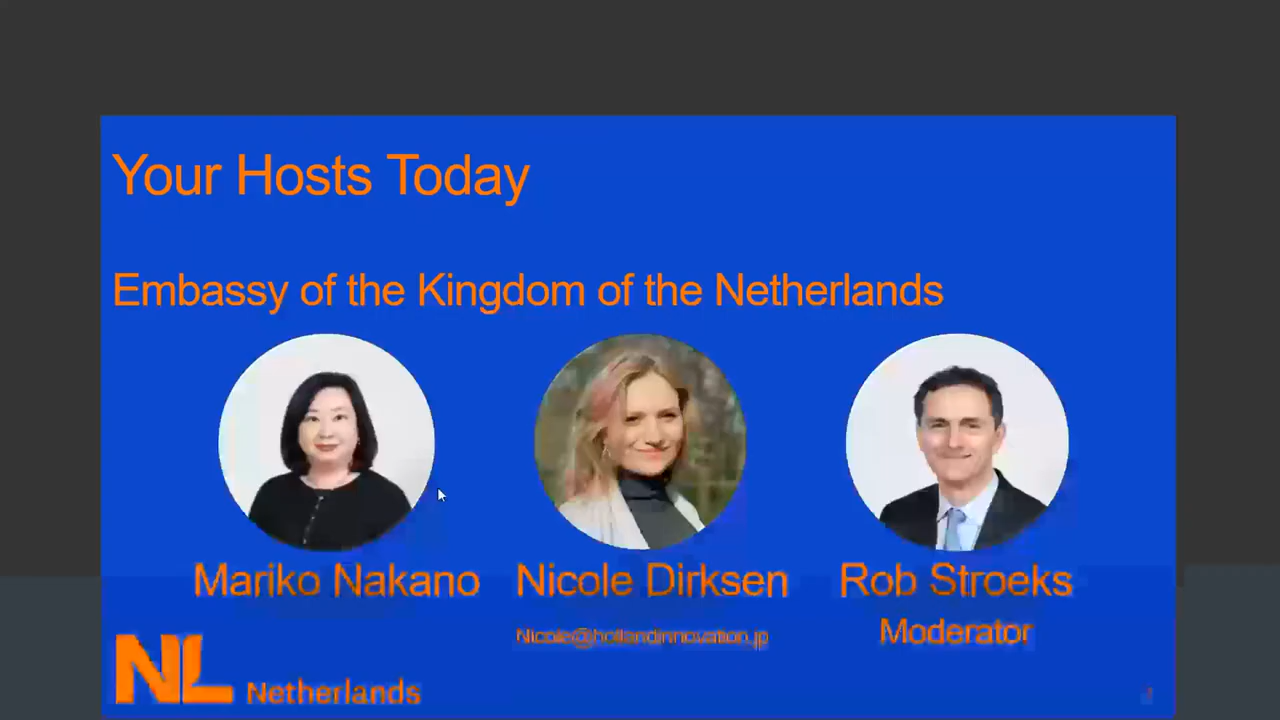 Your Hosts Today
Embassy of the Kingdom of the Netherlands
Mariko Nakano
Nicole Dirksen
Rob Stroeks
Nicole@hollandinnovation.jp
Moderator
NL Netherlands